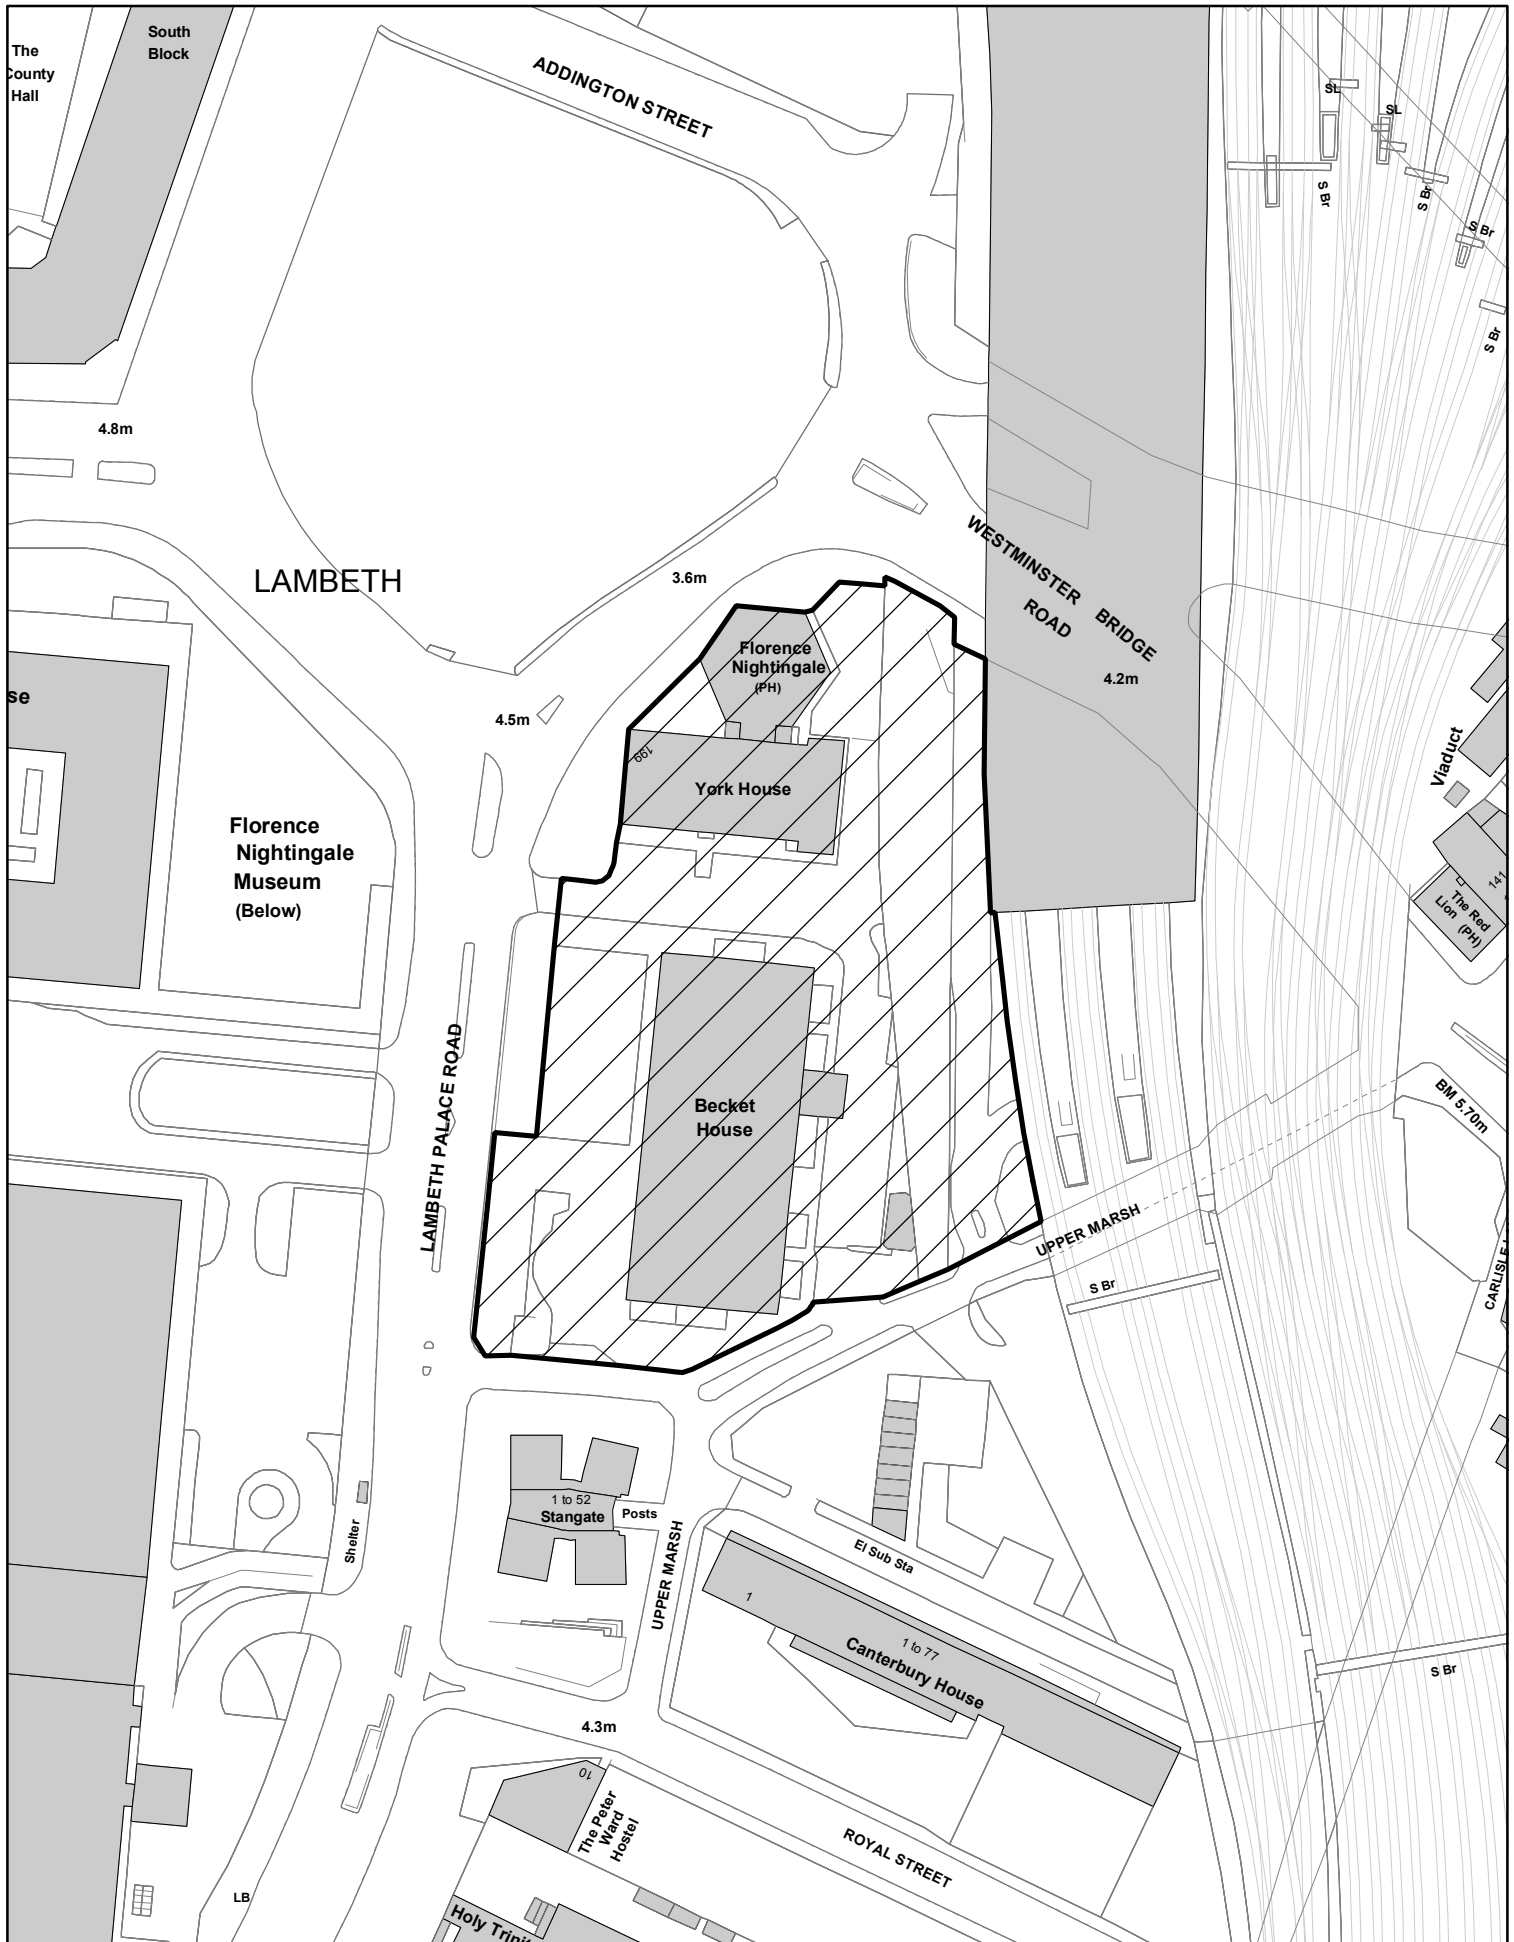 South
Block
The
County
Hall
ADDINGTON STREET
SL
SL
S Br
S Br
S Br
S Br
4.8m
LAMBETH
3.6m
WESTMINSTER BRIDGE
ROAD
4.2m
Florence
Nightingale
(PH)
se
4.5m
199
York House
Viaduct
Florence
Nightingale
Museum
(Below)
141
The Red
Lion (PH)
LAMBETH PALACE ROAD
Becket
House
BM 5.70m
UPPER MARSH
S Br
CARLISLE L
1 to 52
Stangate
Posts
Shelter
UPPER MARSH
El Sub Sta
1
1 to 77
Canterbury House
S Br
4.3m
10
The Peter
Ward
Hostel
ROYAL STREET
LB
Holy Trinit